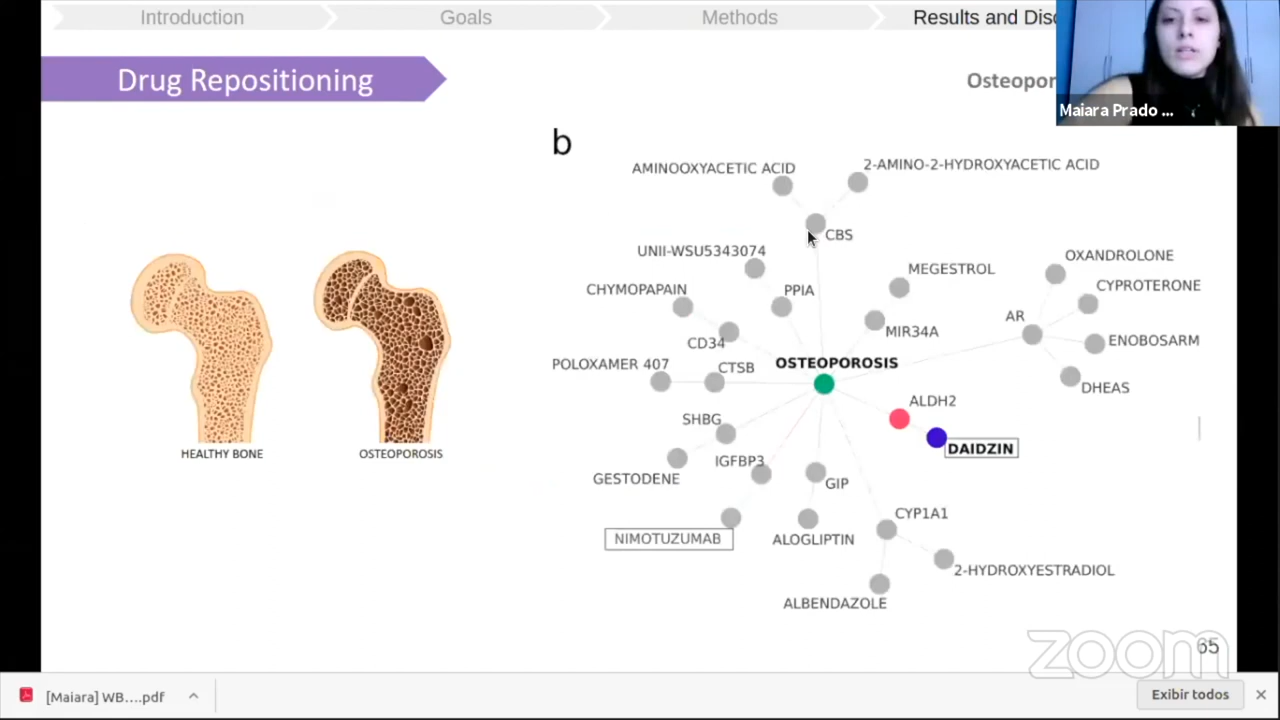 Introduction
Goals
Methods
Results and Disc
Drug Repositioning
Osteopor
Maiara Prado ...
b
AMINOOXYACETIC ACID
2-AMINO-2-HYDROXYACETIC ACID
CBS
UNII-WSU5343074
OXANDROLONE
MEGESTROL
CYPROTERONE
CHYMOPAPAIN
PPIA
AR
MIR34A
ENOBOSARM
CD34
POLOXAMER 407
CTSB
OSTEOPOROSIS
DHEAS
ALDH2
SHBG
DAIDZIN
HEALTHY BONE
OSTEOPOROSIS
IGFBP3
GESTODENE
GIP
CYP1A1
NIMOTUZUMAB
ALOGLIPTIN
2-HYDROXYESTRADIOL
ALBENDAZOLE
zoom
65
[Maiara] WB....pdf
Exibir todos